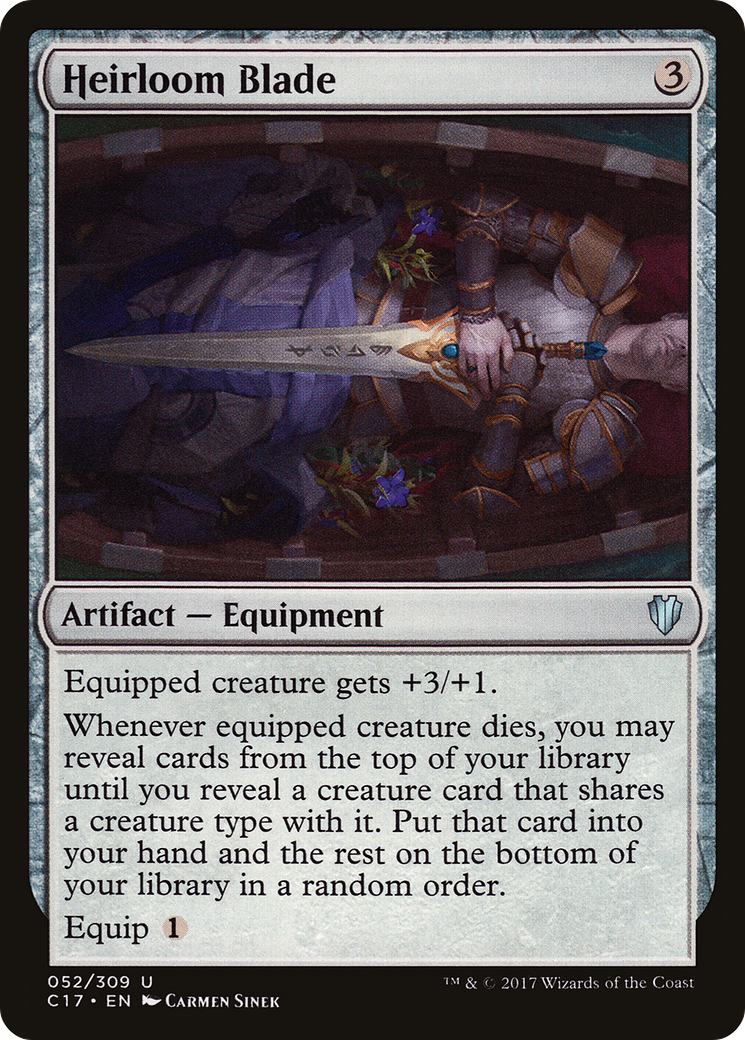 Heirloom Blade 3
Artifact — Equipment
Equipped creature gets +3/+1.
Whenever equipped creature dies, you may
reveal cards from the top of your library
until you reveal a creature card that shares
a creature type with it. Put that card into
your hand and the rest on the bottom of
your library in a random order.
Equip 1
052/309 U
™ & © 2017 Wizards of the Coast
C17 • EN Carmen Sinek